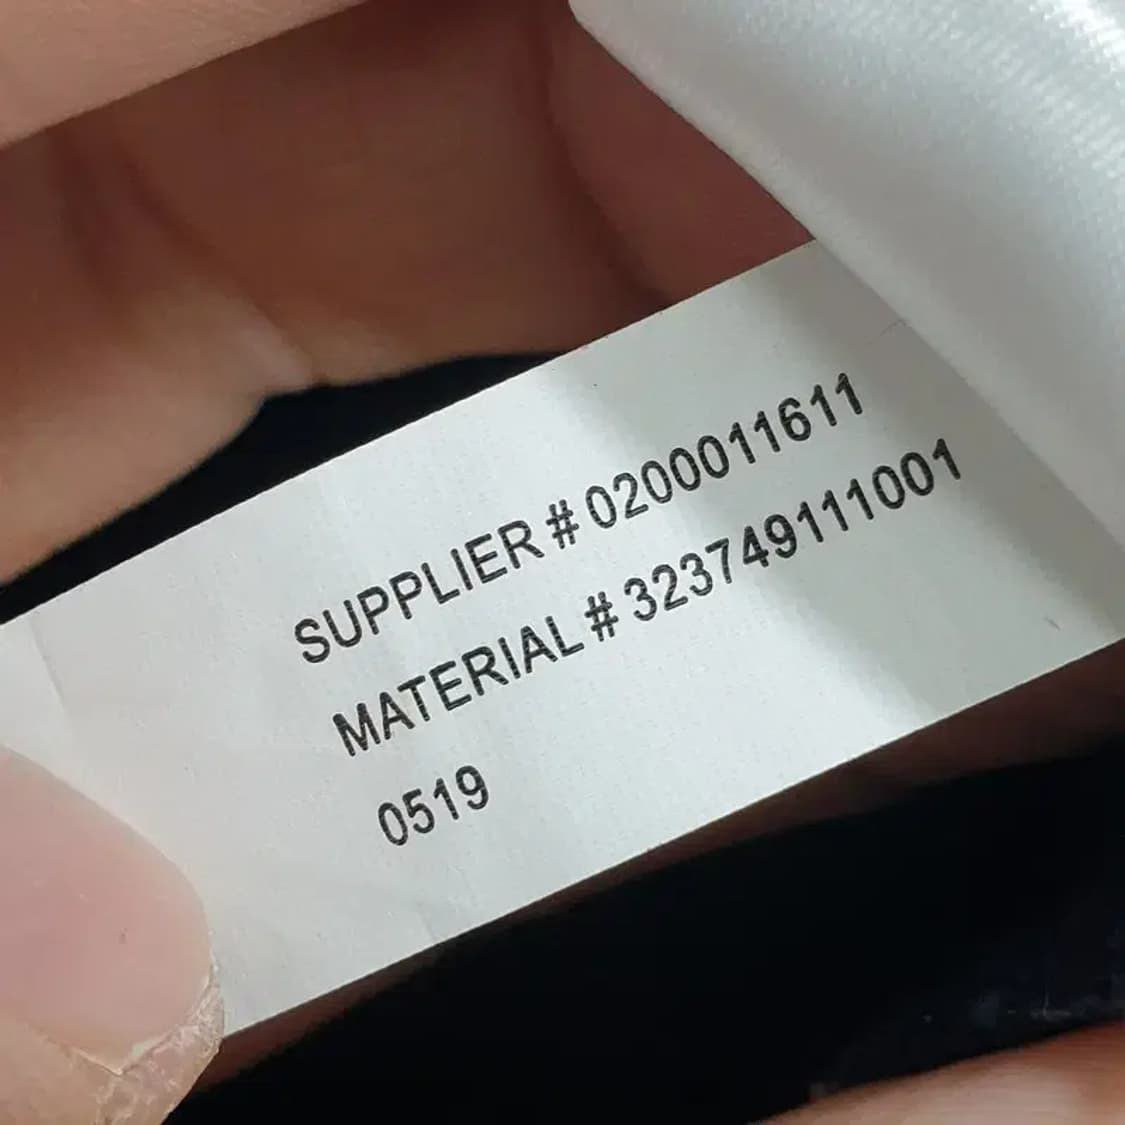 SUPPLIER # 0200011611
MATERIAL # 323749111001
0519